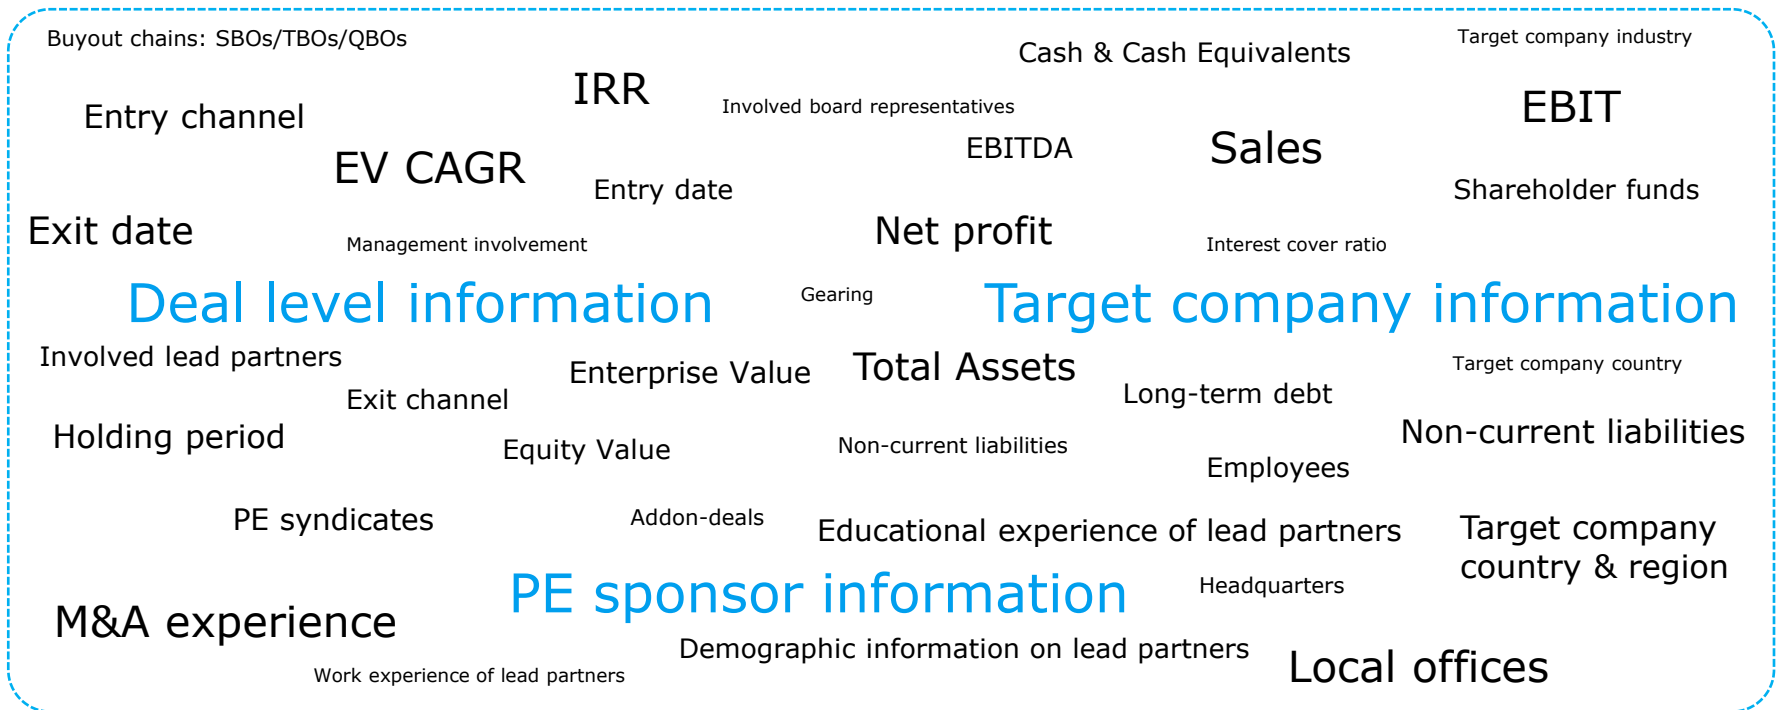 Buyout chains: SBOs/TBOs/QBOs
Target company industry
Cash & Cash Equivalents
IRR
Involved board representatives
EBIT
Entry channel
EBITDA
Sales
EV CAGR
Entry date
Shareholder funds
Exit date
Management involvement
Net profit
Interest cover ratio
Deal level information
Gearing
Target company information
Involved lead partners
Enterprise Value
Total Assets
Target company country
Exit channel
Long-term debt
Holding period
Equity Value
Non-current liabilities
Non-current liabilities
Employees
PE syndicates
Addon-deals
Educational experience of lead partners
Target company
country & region
PE sponsor information
Headquarters
M&A experience
Demographic information on lead partners
Work experience of lead partners
Local offices